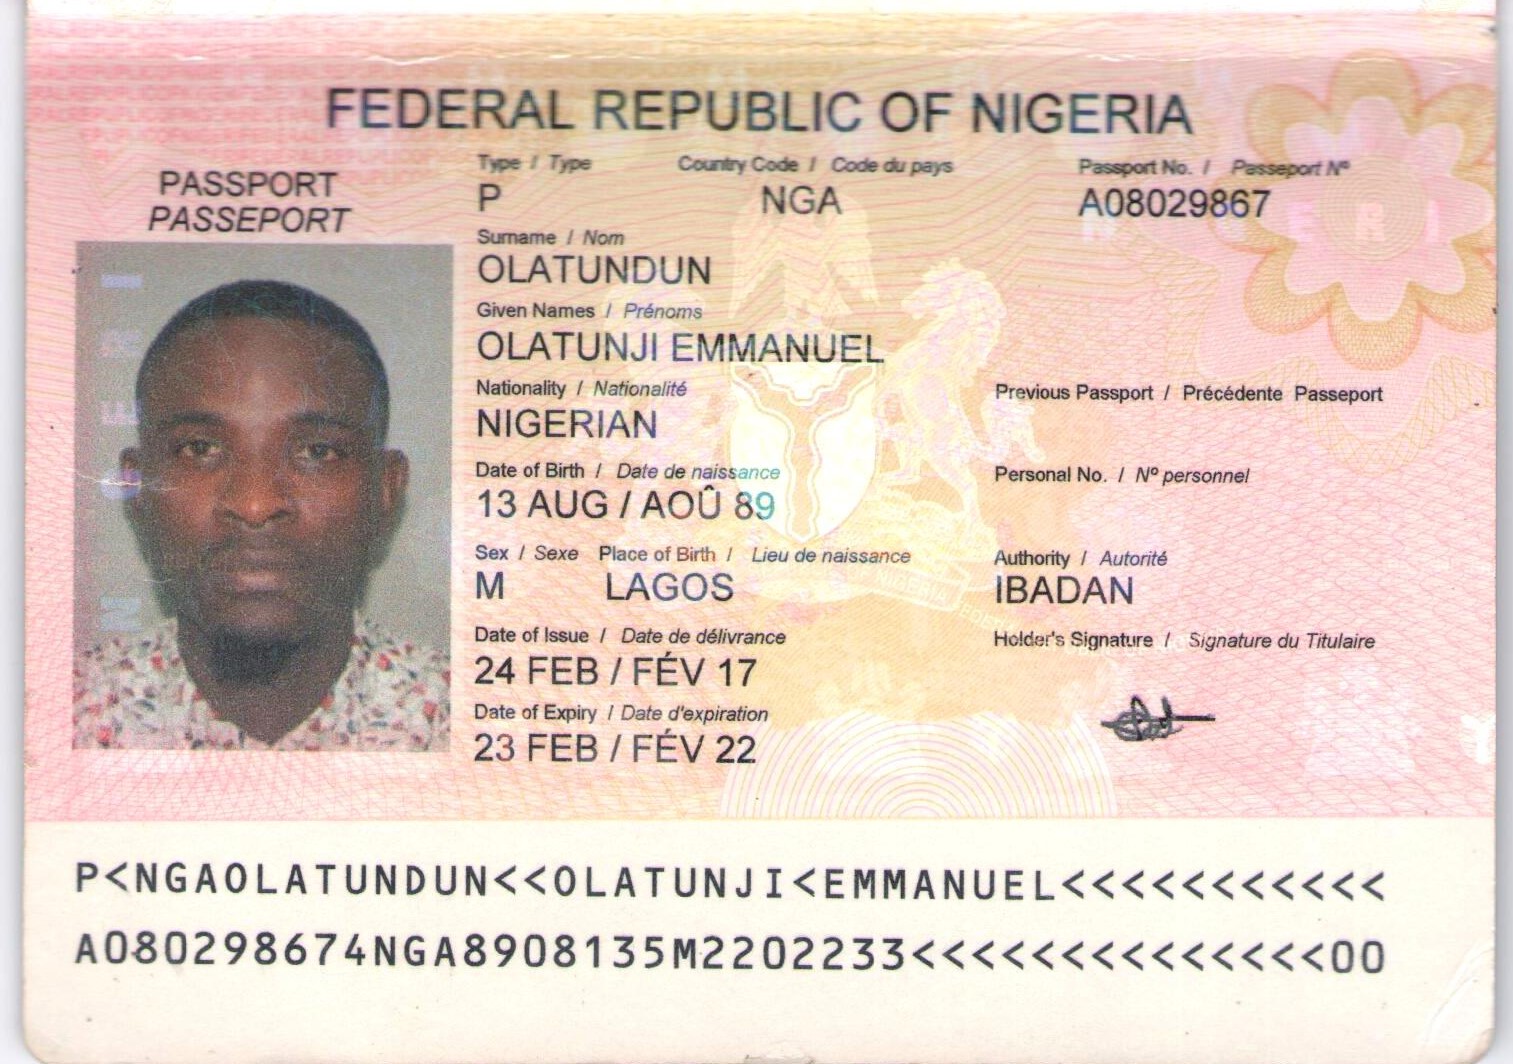 FEDERAL REPUBLIC OF NIGERIA
PASSPORT
PASSEPORT
Type / Type Country Code / Code du pays Passport No. / Passeport Nº
P NGA A08029867
Surname / Nom
OLATUNDUN
Given Names / Prénoms
OLATUNJI EMMANUEL
Nationality / Nationalité Previous Passport / Précédente Passeport
NIGERIAN
Date of Birth / Date de naissance Personal No. / Nº personnel
13 AUG / AOÛ 89
Sex / Sexe Place of Birth / Lieu de naissance Authority / Autorité
M LAGOS IBADAN
Date of Issue / Date de délivrance Holder's Signature / Signature du Titulaire
24 FEB / FÉV 17
Date of Expiry / Date d'expiration
23 FEB / FÉV 22
P<NGAOLATUNDUN<<OLATUNJI<EMMANUEL<<<<<<<<<<<
A080298674NGA8908135M2202233<<<<<<<<<<<<<<00